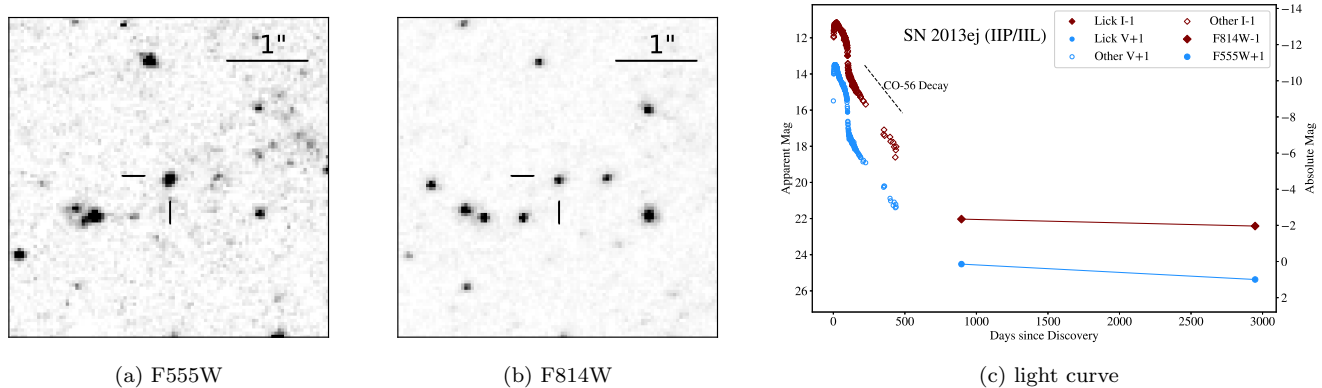 1"
1"
SN 2013ej (IIP/IIL)
Lick I-1
Lick V+1
Other V+1
Other I-1
F814W-1
F555W+1
CO-56 Decay
Apparent Mag
12
14
16
18
20
22
24
26
Absolute Mag
−14
−12
−10
−8
−6
−4
−2
0
2
0
500
1000
1500
2000
2500
3000
Days since Discovery
(a) F555W
(b) F814W
(c) light curve